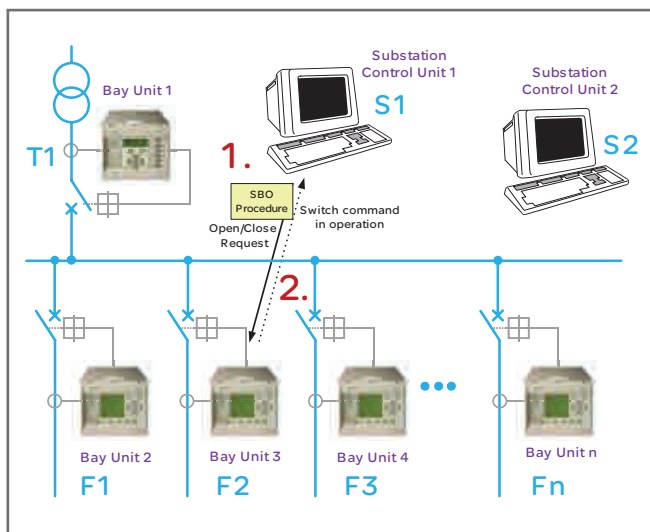 Substation
Control Unit 1
S1
Substation
Control Unit 2
S2
Bay Unit 1
T1
1.
SBO
Procedure
Open/Close
Request
Switch command
in operation
2.
Bay Unit 2
Bay Unit 3
Bay Unit 4
Bay Unit n
F1
F2
F3
Fn